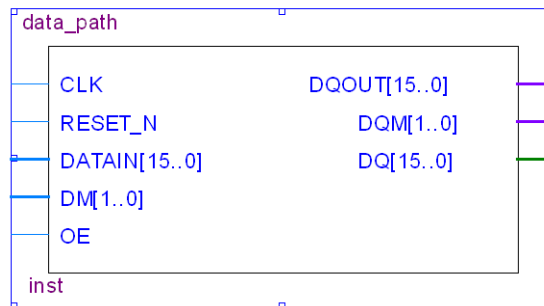 data_path
CLK DQOUT[15..0]
RESET_N DQM[1..0]
DATAIN[15..0] DQ[15..0]
DM[1..0]
OE
inst